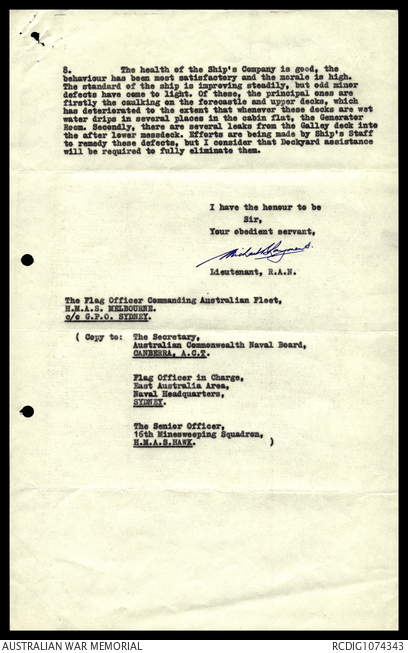 8. The health of the Ship's Company is good, the
behaviour has been most satisfactory and the morale is high.
The standard of the ship is improving steadily, but odd minor
defects have come to light. Of these, the principal ones are
firstly the caulking on the forecastle and upper decks, which
has deteriorated to the extent that whenever these decks are wet
water drips in several places in the cabin flat, the Generator
Room. Secondly, there are several leaks from the Galley deck into
the after lower messdeck. Efforts are being made by Ship's Staff
to remedy these defects, but I consider that Dockyard assistance
will be required to fully eliminate them.
I have the honour to be
Sir,
Your obedient servant,
Lieutenant, R.A.N.
The Flag Officer Commanding Australian Fleet,
H.M.A.S. MELBOURNE.
c/o G.P.O. SYDNEY.
( Copy to: The Secretary,
Australian Commonwealth Naval Board,
CANBERRA, A.C.T.
Flag Officer in Charge,
East Australia Area,
Naval Headquarters,
SYDNEY.
The Senior Officer,
16th Minesweeping Squadron,
H.M.A.S.HAWK. )
AUSTRALIAN WAR MEMORIAL
RCDIG1074343